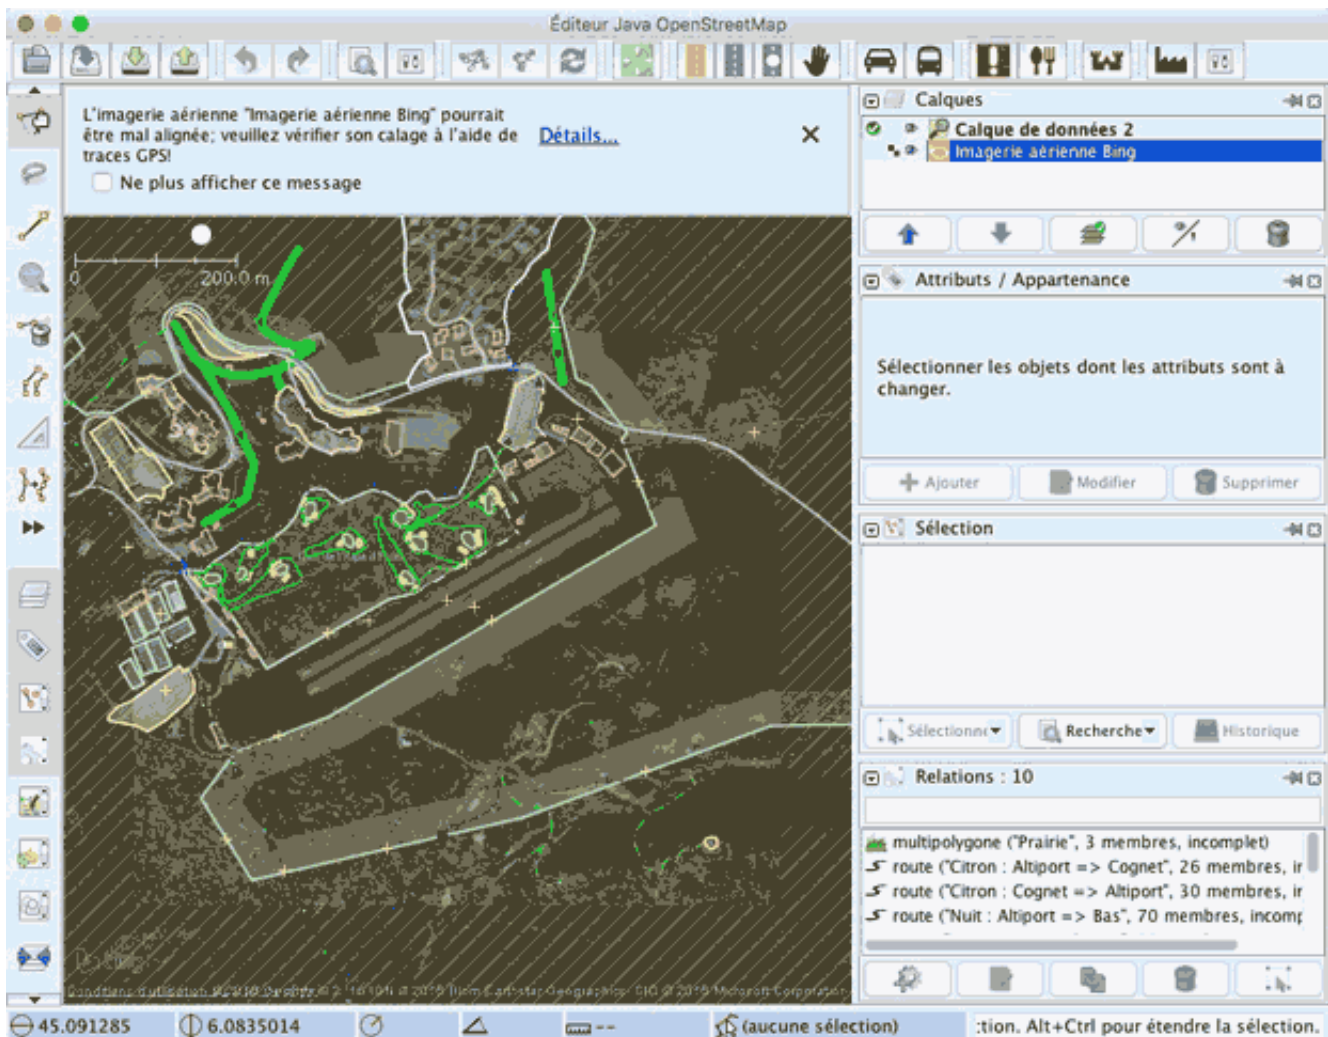 Éditeur Java OpenStreetMap
L'imagerie aérienne "Imagerie aérienne Bing" pourrait
être mal alignée; veuillez vérifier son calage à l'aide de
traces GPS!
Détails...
Ne plus afficher ce message
0
200.0 m
Calques
Calque de données 2
Imagerie aérienne Bing
Attributs / Appartenance
Sélectionner les objets dont les attributs sont à
changer.
Ajouter
Modifier
Supprimer
Sélection
Sélectionne
Recherche
Historique
Relations : 10
multipolygone ("Prairie", 3 membres, incomplet)
route ("Citron : Altiport => Cognet", 26 membres, ir
route ("Citron : Cognet => Altiport", 30 membres, ir
route ("Nuit : Altiport => Bas", 70 membres, incomp
Conditions d'utilisation Microsoft Corporation
45.091285
6.0835014
--
(aucune sélection)
:tion. Alt+Ctrl pour étendre la sélection.